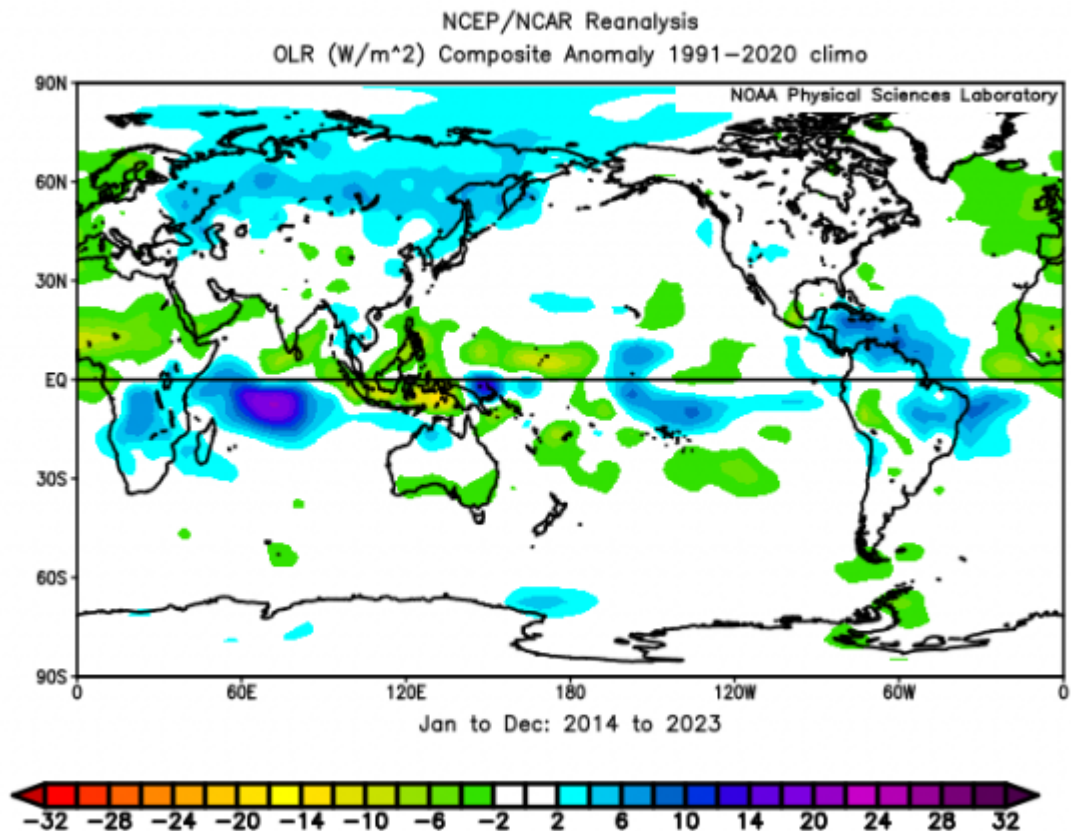 NCEP/NCAR Reanalysis
OLR (W/m^2) Composite Anomaly 1991-2020 climo
NOAA Physical Sciences Laboratory
90N
60N
30N
EQ
30S
60S
90S
0 60E 120E 180 120W 60W 0
Jan to Dec: 2014 to 2023
-32 -28 -24 -20 -14 -10 -6 -2 2 6 10 14 20 24 28 32